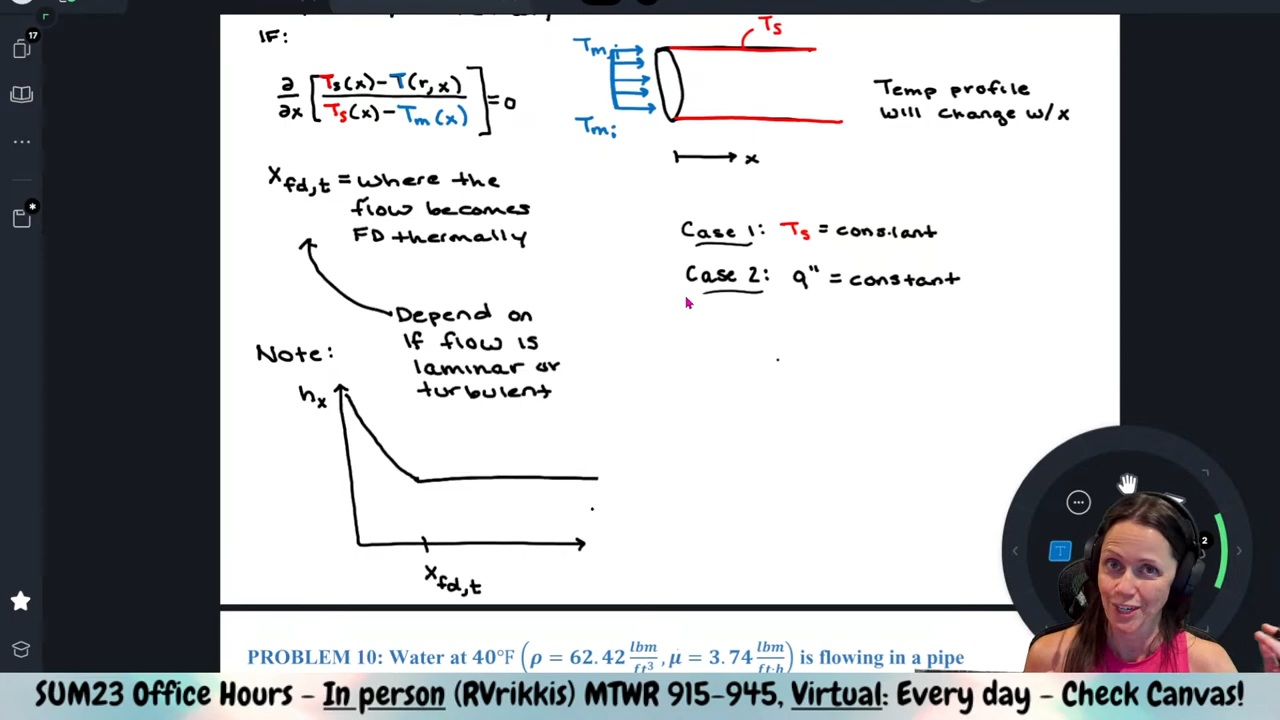 17
IF:
∂/∂x [Ts(x)-T(r,x) / Ts(x)-Tm(x)] = 0
Tm,i
Ts
Tmi
x
Temp profile
will change w/x
xfd,t = where the
flow becomes
FD thermally
Case 1: Ts = constant
Case 2: q" = constant
Depend on
If flow is
laminar or
turbulent
Note:
hx
xfd,t
2
T
PROBLEM 10: Water at 40°F (ρ = 62.42 lbm/ft³, μ = 3.74 lbm/ft·h) is flowing in a pipe
SUM23 Office Hours – In person (RVrikkis) MTWR 915-945, Virtual: Every day – Check Canvas!